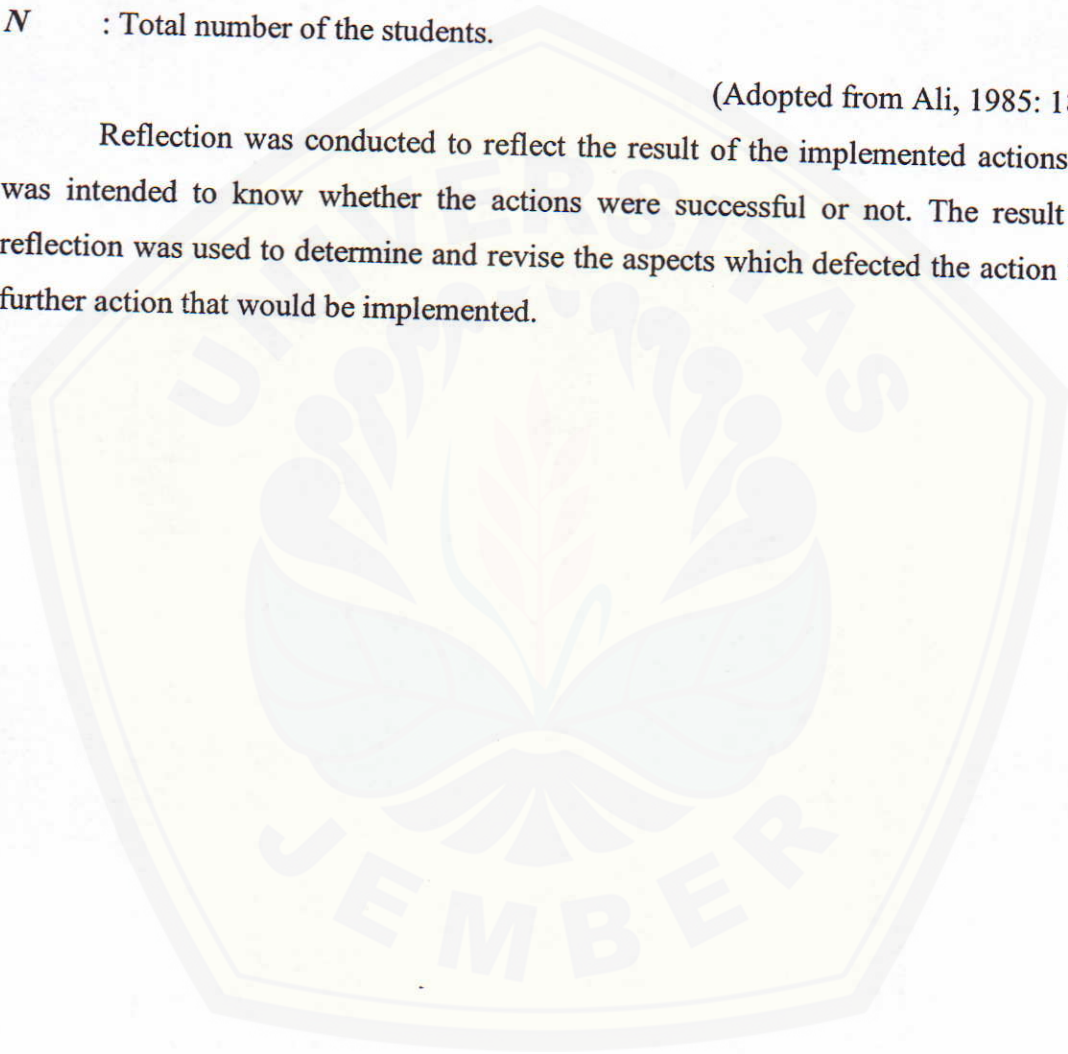 N : Total number of the students.
(Adopted from Ali, 1985:
Reflection was conducted to reflect the result of the implemented actions
was intended to know whether the actions were successful or not. The result
reflection was used to determine and revise the aspects which defected the action
further action that would be implemented.
UNIVERSITAS
JEMBER